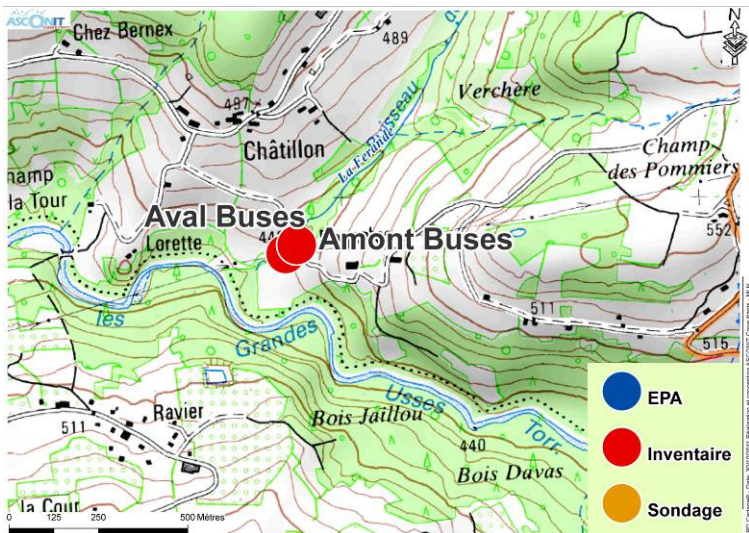 ASCONIT
N
Chez Bernex
489
Verchère
497
Ruisseau
La Ferande
Châtillon
Champ
des Pommiers
la Tour
Aval Buses
Amont Buses
Lorette
552
les
Grandes
511
515
Usses
Ravier
Bois Jaillou
Torr.
511
440
Bois Davas
la Cour
0 125 250 500 Mètres
EPA
Inventaire
Sondage